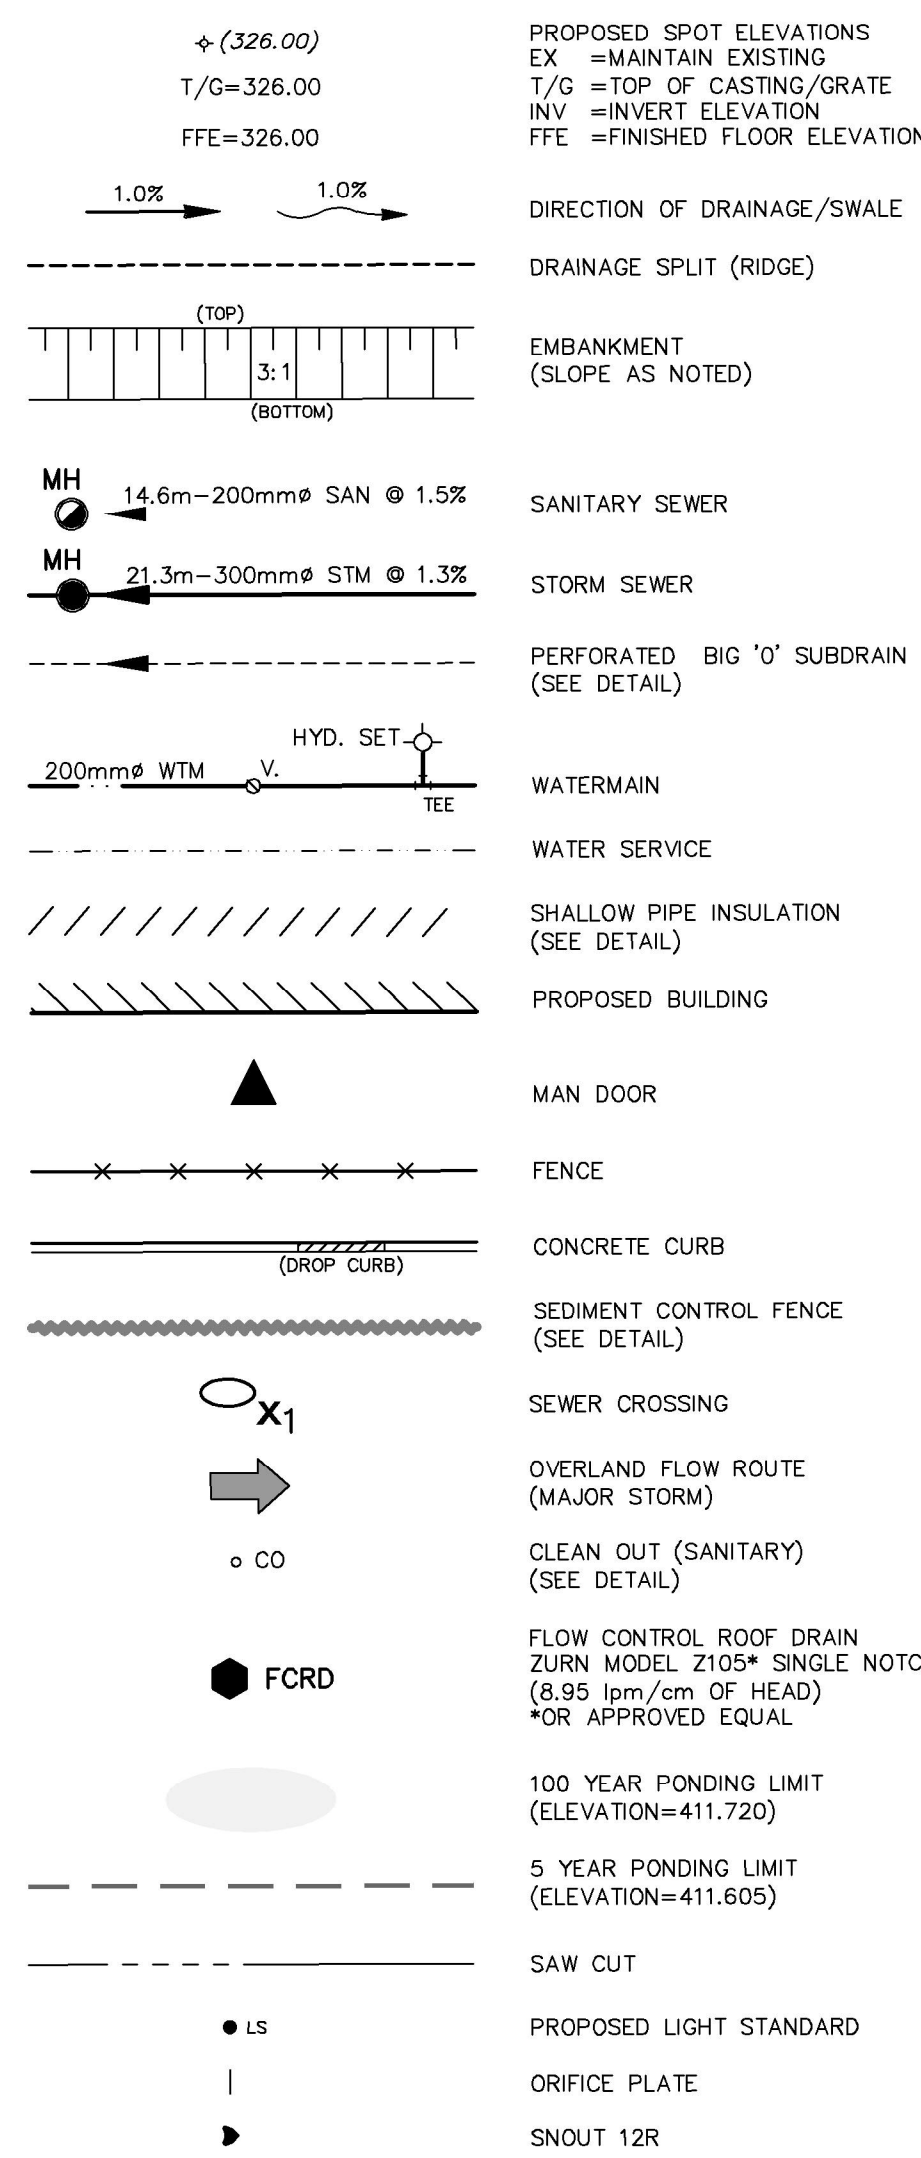 (326.00)
PROPOSED SPOT ELEVATIONS
EX =MAINTAIN EXISTING
T/G=326.00
T/G =TOP OF CASTING/GRATE
INV =INVERT ELEVATION
FFE=326.00
FFE =FINISHED FLOOR ELEVATION
1.0% 1.0%
DIRECTION OF DRAINAGE/SWALE
DRAINAGE SPLIT (RIDGE)
(TOP)
3:1
(BOTTOM)
EMBANKMENT
(SLOPE AS NOTED)
MH
14.6m-200mmø SAN @ 1.5%
SANITARY SEWER
MH
21.3m-300mmø STM @ 1.3%
STORM SEWER
PERFORATED BIG 'O' SUBDRAIN
(SEE DETAIL)
HYD. SET
200mmø WTM V.
TEE
WATERMAIN
WATER SERVICE
SHALLOW PIPE INSULATION
(SEE DETAIL)
PROPOSED BUILDING
MAN DOOR
FENCE
CONCRETE CURB
(DROP CURB)
SEDIMENT CONTROL FENCE
(SEE DETAIL)
X1
SEWER CROSSING
OVERLAND FLOW ROUTE
(MAJOR STORM)
CO
CLEAN OUT (SANITARY)
(SEE DETAIL)
FCRD
FLOW CONTROL ROOF DRAIN
ZURN MODEL Z105* SINGLE NOTC
(8.95 lpm/cm OF HEAD)
*OR APPROVED EQUAL
100 YEAR PONDING LIMIT
(ELEVATION=411.720)
5 YEAR PONDING LIMIT
(ELEVATION=411.605)
SAW CUT
LS
PROPOSED LIGHT STANDARD
ORIFICE PLATE
SNOUT 12R